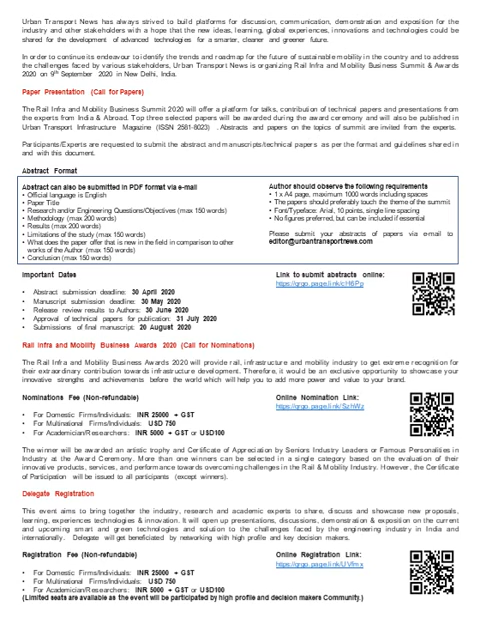 Urban Transport News has always strived to build platforms for discussion, communication, demonstration and exposition for the
industry and other stakeholders with a hope that the new ideas, learning, global experiences, innovations and technologies could be
shared for the development of advanced technologies for a smarter, cleaner and greener future.
In order to continue its endeavour to identify the trends and roadmap for the future of sustainable mobility in the country and to address
the challenges faced by various stakeholders, Urban Transport News is organizing Rail Infra and Mobility Business Summit & Awards
2020 on 9th September 2020 in New Delhi, India.
Paper Presentation (Call for Papers)
The Rail Infra and Mobility Business Summit 2020 will offer a platform for talks, contribution of technical papers and presentations from
the experts from India & Abroad. Top three selected papers will be awarded during the ceremony and will also be published in
Urban Transport Infrastructure Magazine (ISSN 2581-8023) . Abstracts and papers on the topics of summit are invited from the experts.
Participants/Experts are requested to submit the abstract and manuscripts/technical papers as per the format and guidelines shared in
and with this document.
Abstract Format
Abstract can also be submitted in PDF format via e-mail
• Official language is English
• Paper Title
• Research and/or Engineering Questions/Objectives (max 150 words)
• Methodology (max 200 words)
• Results (max 200 words)
• Limitations of the study (max 150 words)
• What does the paper offer that is new in the field in comparison to other
works of the Author (max 150 words)
• Conclusion (max 150 words)
Author should observe the following requirements
• 1 x A4 page, maximum 1000 words including spaces
• The papers should preferably touch the theme of the summit
• Font/Typeface: Arial, 10 points, single line spacing
• No figures preferred, but can be included if essential
Please submit your abstracts of papers via e-mail to
editor@urbantransportnews.com
Important Dates
• Abstract submission deadline: 30 April 2020
• Manuscript submission deadline: 30 May 2020
• Release review results to Authors: 30 June 2020
• Approval of technical papers for publication: 31 July 2020
• Submissions of final manuscript: 20 August 2020
Link to submit abstracts online:
Rail Infra and Mobility Business Awards 2020 (Call for Nominations)
The Rail Infra and Mobility Business Awards 2020 will provide rail, infrastructure and mobility industry to get extreme recognition for
their extraordinary contribution towards infrastructure development. Therefore, it would be an exclusive opportunity to showcase your
innovative strengths and achievements before the world which will help you to add more power and value to your brand.
Nominations Fee (Non-refundable)
• For Domestic Firms/Individuals: INR 25000 + GST
• For Multinational Firms/Individuals: USD 750
• For Academician/Researchers: INR 5000 + GST or USD100
Online Nomination Link:
The winner will be awarded an artistic trophy and Certificate of Appreciation by Seniors Industry Leaders or Famous Personalities in
Industry at the Award Ceremony. More than one winners can be selected in a single category based on the evaluation of their
innovative products, services, and performance towards overcoming challenges in the Rail & Mobility Industry. However, the Certificate
of Participation will be issued to all participants (except winners).
Delegate Registration
This event aims to bring together the industry, research and academic experts to share, discuss and showcase new proposals,
learning, experiences technologies & innovation. It will open up presentations, discussions, demonstration & exposition on the current
and upcoming smart and green technologies and solution to the challenges faced by the engineering industry in India and
internationally. Delegate will get beneficiated by networking with high profile and key decision makers.
Registration Fee (Non-refundable)
• For Domestic Firms/Individuals: INR 25000 + GST
• For Multinational Firms/Individuals: USD 750
• For Academician/Researchers: INR 5000 + GST or USD100
Online Registration Link:
(Limited seats are available as the event will be participated by high profile and decision makers Community.)